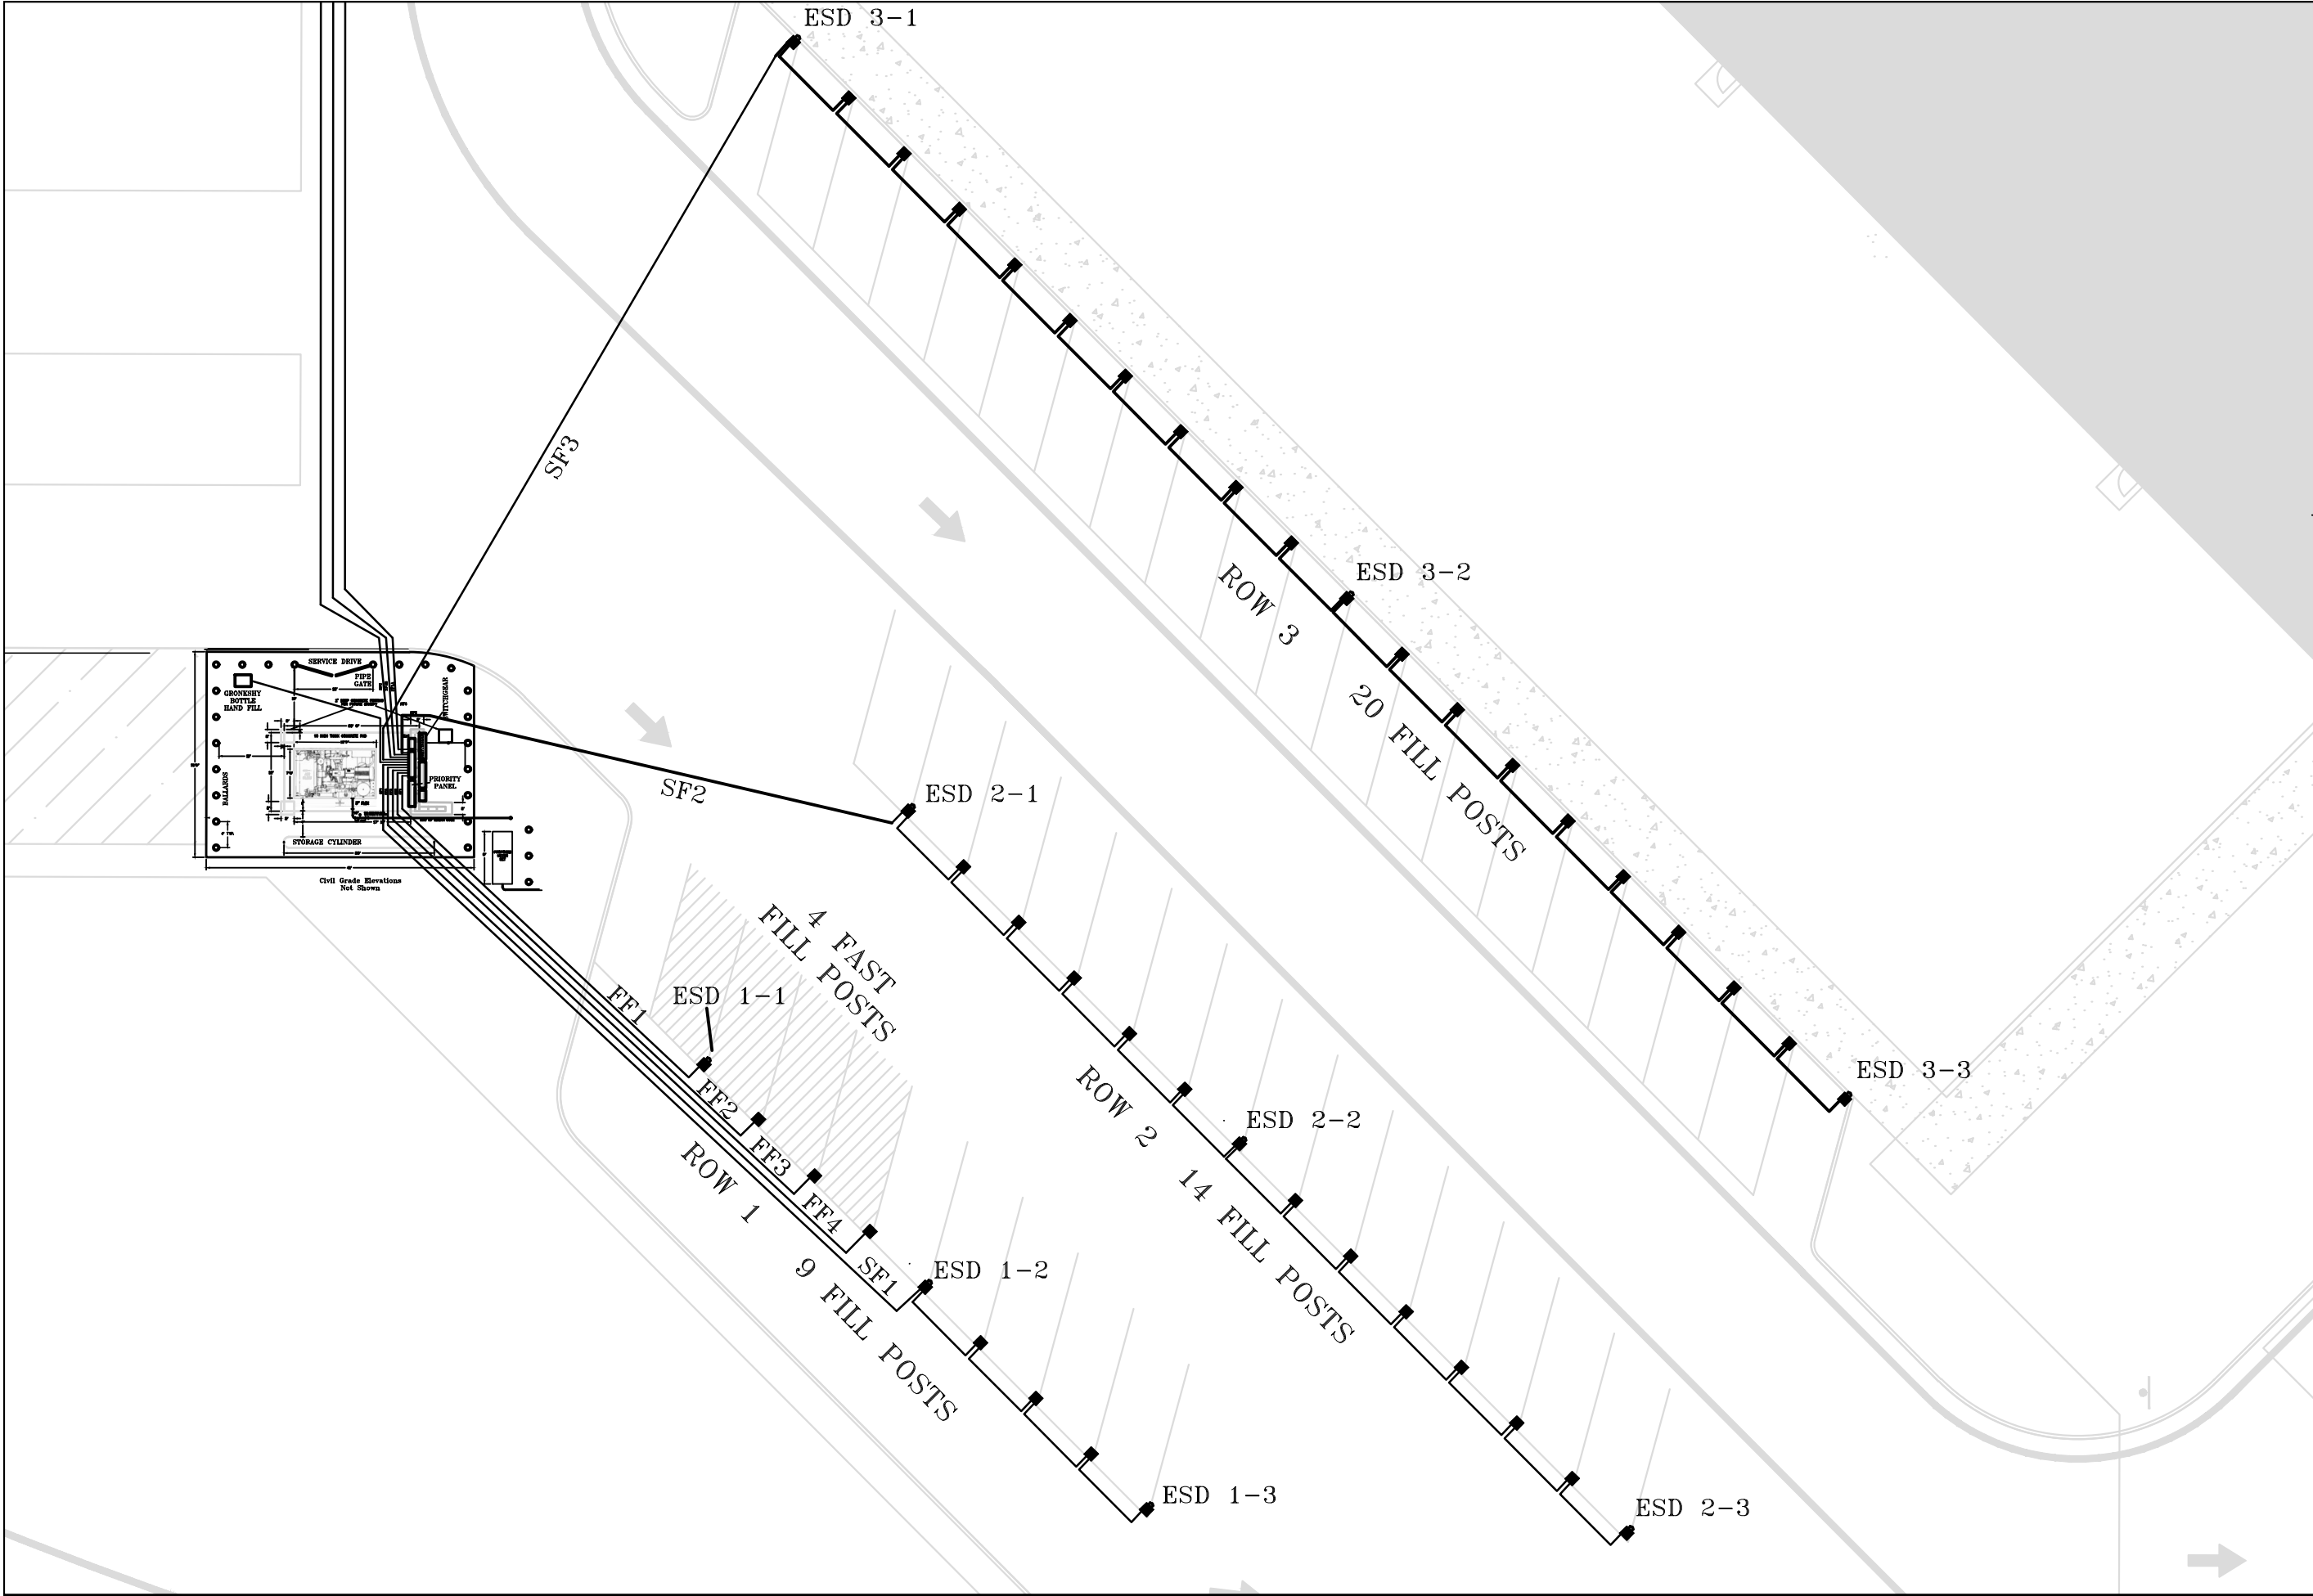 ESD 3-1
SF3
ESD 3-2
ROW 3
20 FILL POSTS
SERVICE DRIVE
PIPE
GATE
GRONKSHY
BOTTLE
HAND FILL
PRIORITY
PANEL
BALLARDS
STORAGE CYLINDER
Civil Grade Elevations
Not Shown
SF2
ESD 2-1
4 FAST
FILL POSTS
FF1
ESD 1-1
FF2
FF3
FF4
SF1
ROW 1
9 FILL POSTS
ESD 1-2
ESD 1-3
ROW 2
14 FILL POSTS
ESD 2-2
ESD 2-3
ESD 3-3